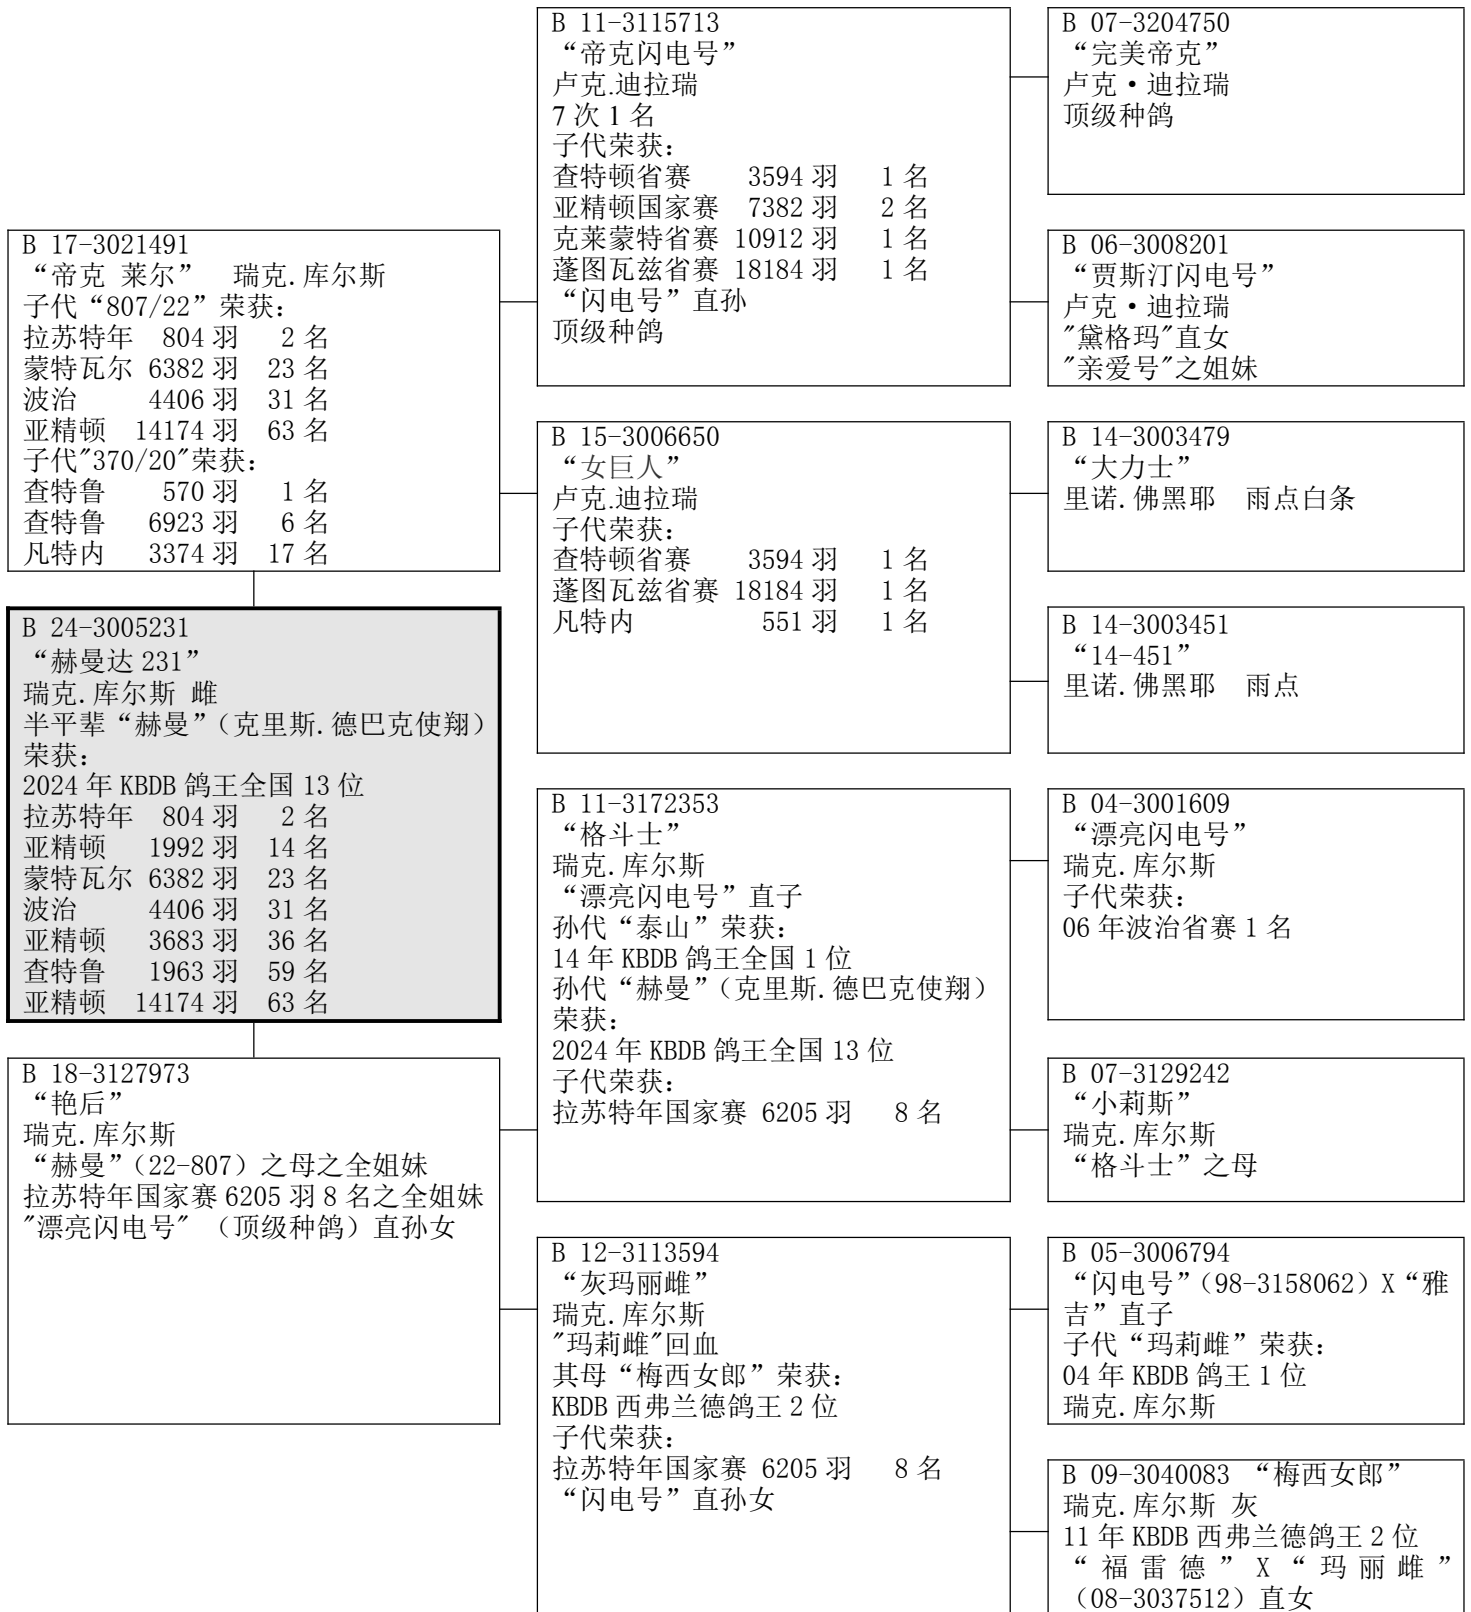 B 17-3021491
“帝克 莱尔”  瑞克.库尔斯
子代“807/22”荣获：
拉苏特年 804 羽 2 名
蒙特瓦尔 6382 羽 23 名
波治 4406 羽 31 名
亚精顿 14174 羽 63 名
子代"370/20"荣获：
查特鲁 570 羽 1 名
查特鲁 6923 羽 6 名
凡特内 3374 羽 17 名
B 24-3005231
“赫曼达 231”
瑞克.库尔斯 雌
半平辈“赫曼”（克里斯.德巴克使翔）
荣获：
2024 年 KBDB 鸽王全国 13 位
拉苏特年 804 羽 2 名
亚精顿 1992 羽 14 名
蒙特瓦尔 6382 羽 23 名
波治 4406 羽 31 名
亚精顿 3683 羽 36 名
查特鲁 1963 羽 59 名
亚精顿 14174 羽 63 名
B 18-3127973
“艳后”
瑞克.库尔斯
“赫曼”（22-807）之母之全姐妹
拉苏特年国家赛 6205 羽 8 名之全姐妹
"漂亮闪电号" （顶级种鸽）直孙女
B 11-3115713
“帝克闪电号”
卢克.迪拉瑞
7 次 1 名
子代荣获：
查特顿省赛 3594 羽 1 名
亚精顿国家赛 7382 羽 2 名
克莱蒙特省赛 10912 羽 1 名
蓬图瓦兹省赛 18184 羽 1 名
“闪电号”直孙
顶级种鸽
B 15-3006650
“女巨人”
卢克.迪拉瑞
子代荣获：
查特顿省赛 3594 羽 1 名
蓬图瓦兹省赛 18184 羽 1 名
凡特内 551 羽 1 名
B 11-3172353
“格斗士”
瑞克.库尔斯
“漂亮闪电号”直子
孙代“泰山”荣获：
14 年 KBDB 鸽王全国 1 位
孙代“赫曼”（克里斯.德巴克使翔）
荣获：
2024 年 KBDB 鸽王全国 13 位
子代荣获：
拉苏特年国家赛 6205 羽 8 名
B 12-3113594
“灰玛丽雌”
瑞克.库尔斯
"玛莉雌"回血
其母“梅西女郎”荣获：
KBDB 西弗兰德鸽王 2 位
子代荣获：
拉苏特年国家赛 6205 羽 8 名
“闪电号”直孙女
B 07-3204750
“完美帝克”
卢克•迪拉瑞
顶级种鸽
B 06-3008201
“贾斯汀闪电号”
卢克•迪拉瑞
"黛格玛"直女
"亲爱号"之姐妹
B 14-3003479
“大力士”
里诺.佛黑耶  雨点白条
B 14-3003451
“14-451”
里诺.佛黑耶  雨点
B 04-3001609
“漂亮闪电号”
瑞克.库尔斯
子代荣获：
06 年波治省赛 1 名
B 07-3129242
“小莉斯”
瑞克.库尔斯
“格斗士”之母
B 05-3006794
“闪电号”（98-3158062）X“雅
吉”直子
子代“玛莉雌”荣获：
04 年 KBDB 鸽王 1 位
瑞克.库尔斯
B 09-3040083 “梅西女郎”
瑞克.库尔斯 灰
11 年 KBDB 西弗兰德鸽王 2 位
“ 福 雷 德 ” X “ 玛 丽 雌 ”
（08-3037512）直女